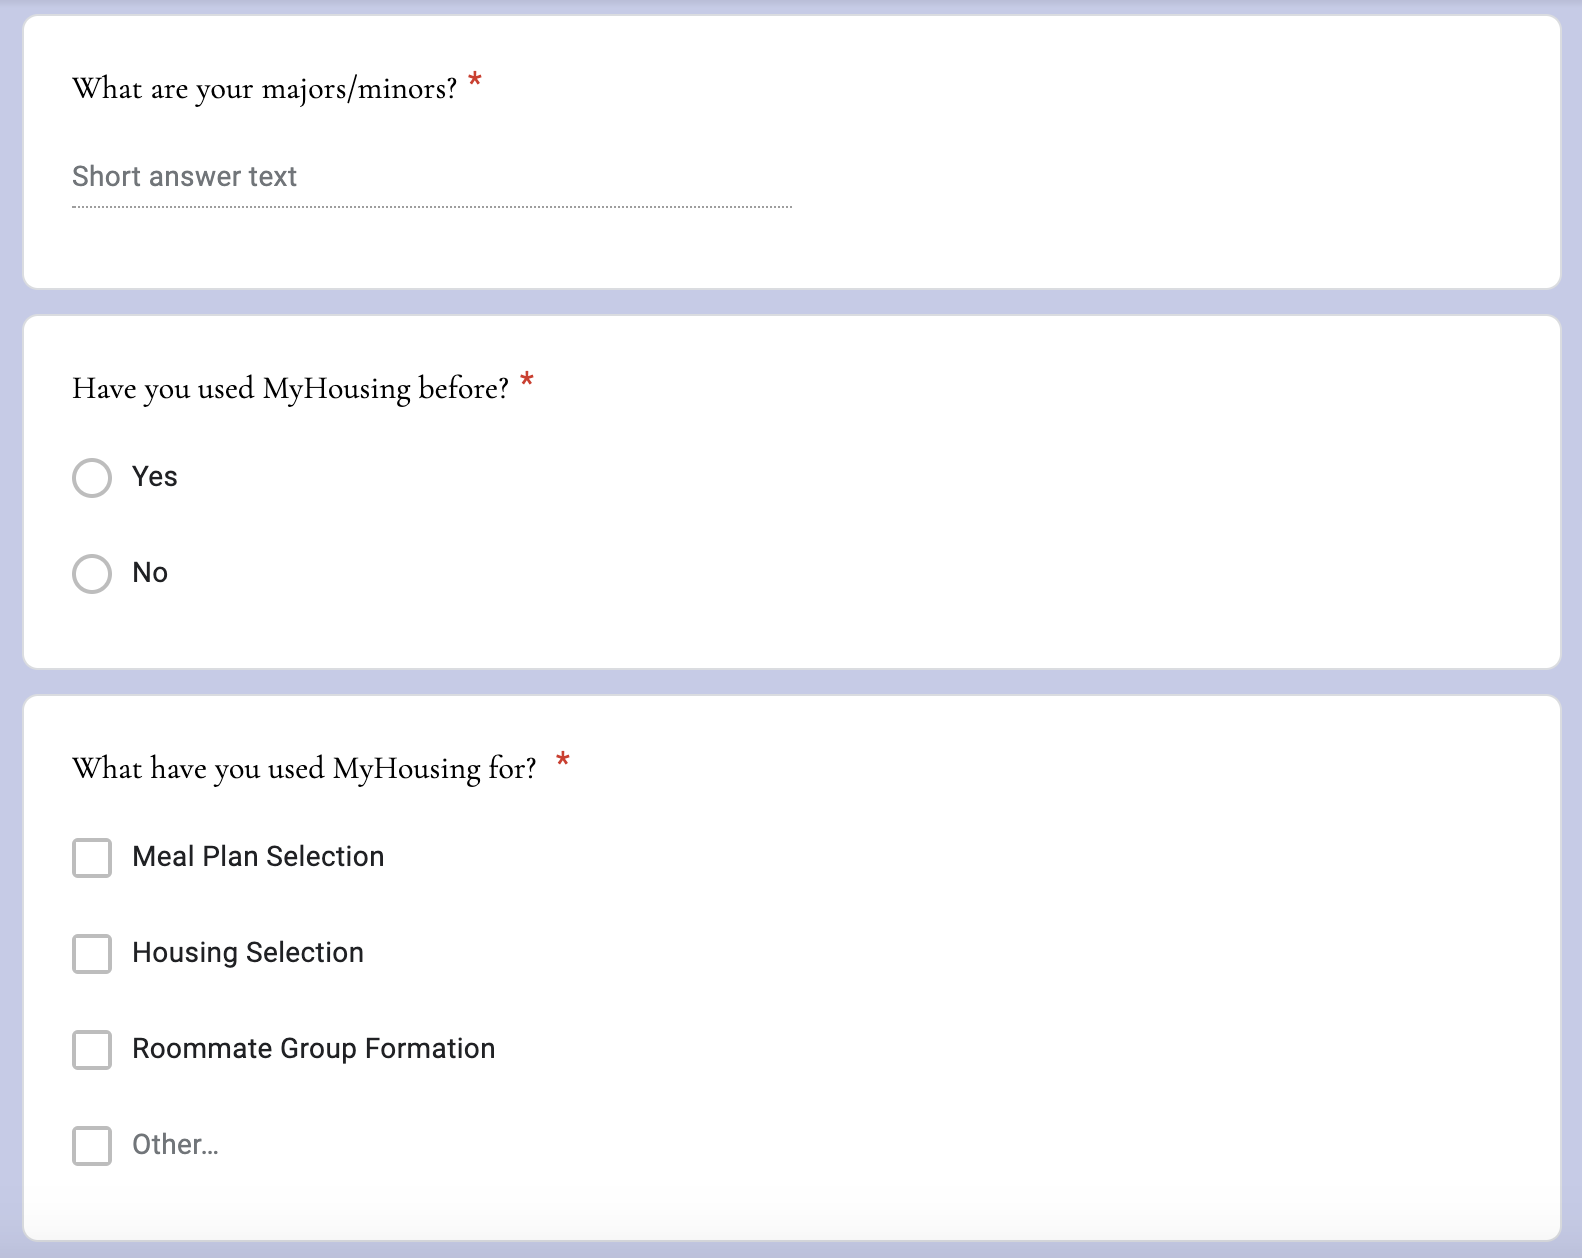 What are your majors/minors? *
Short answer text
Have you used MyHousing before? *
Yes
No
What have you used MyHousing for? *
Meal Plan Selection
Housing Selection
Roommate Group Formation
Other...